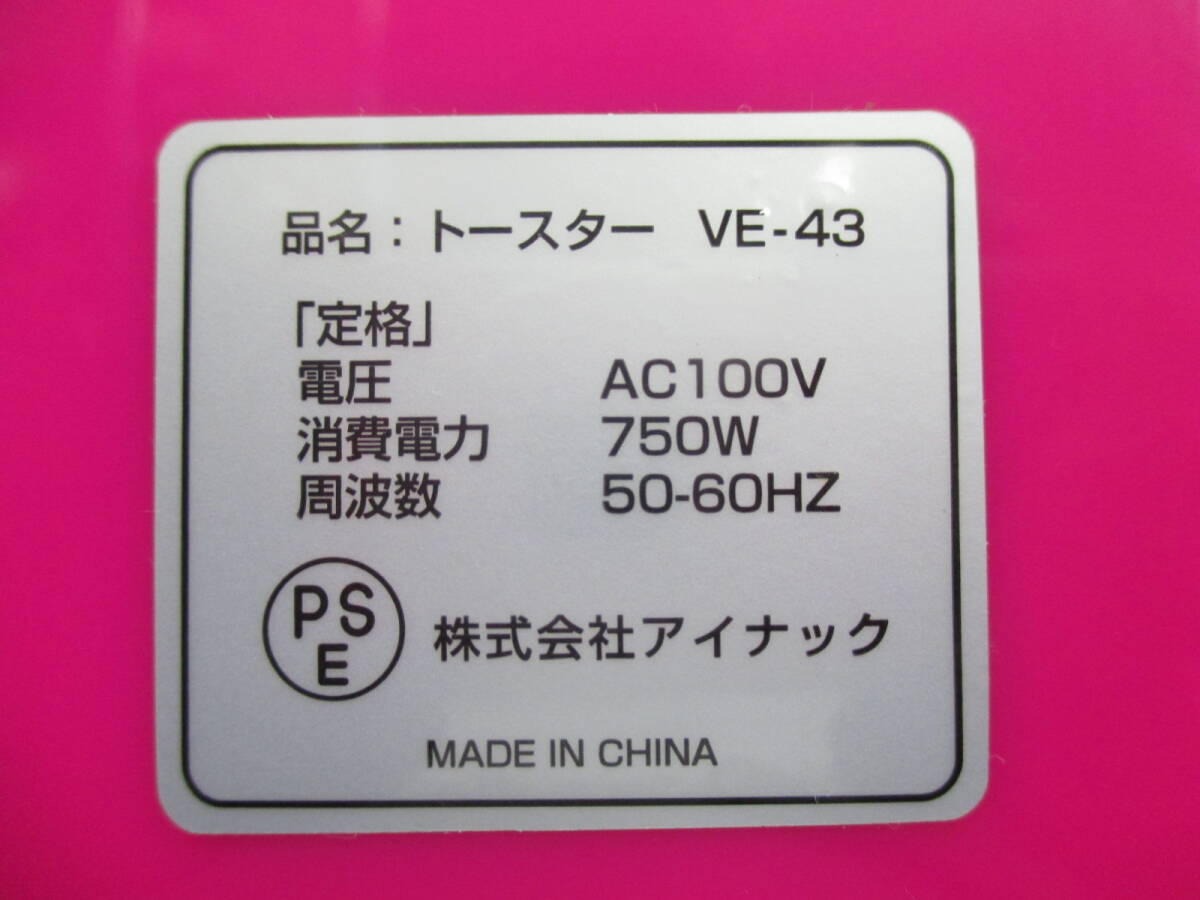 品名：トースター VE-43
「定格」
電圧 AC100V
消費電力 750W
周波数 50-60HZ
PS
E
株式会社アイナック
MADE IN CHINA